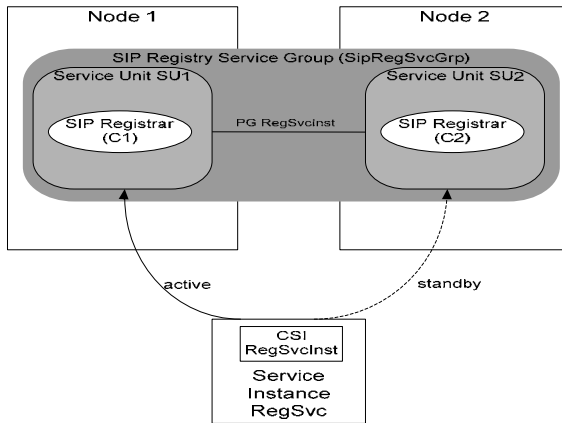 Node 1
Node 2
SIP Registry Service Group (SipRegSvcGrp)
Service Unit SU1
Service Unit SU2
SIP Registrar
(C1)
PG RegSvcInst
SIP Registrar
(C2)
active
standby
CSI
RegSvcInst
Service
Instance
RegSvc